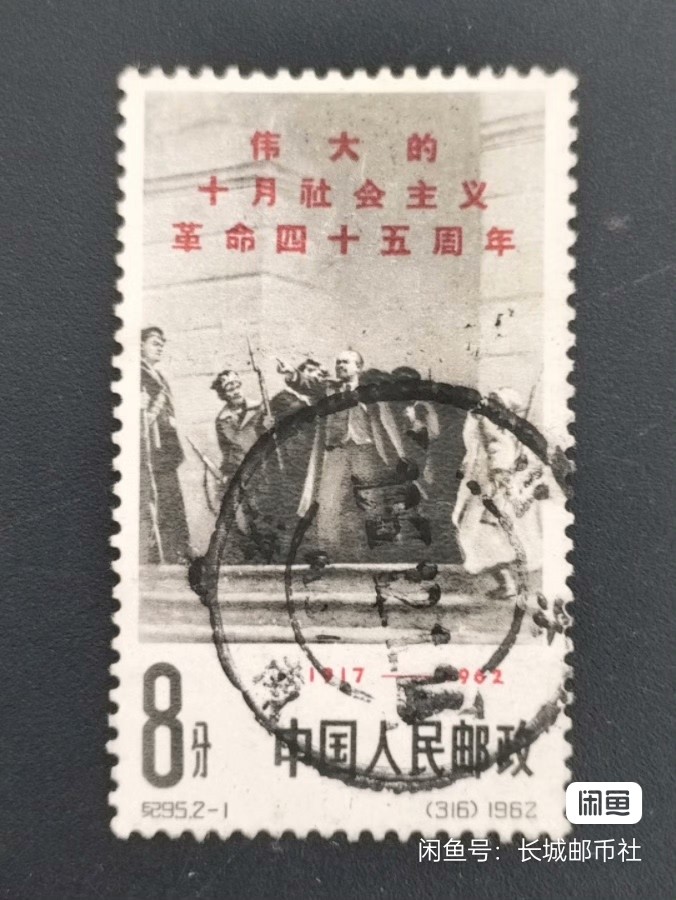 伟大的
十月社会主义
革命四十五周年
1917—1962
8分
中国人民邮政
纪95.2-1
(316) 1962
闲鱼
闲鱼号：长城邮币社